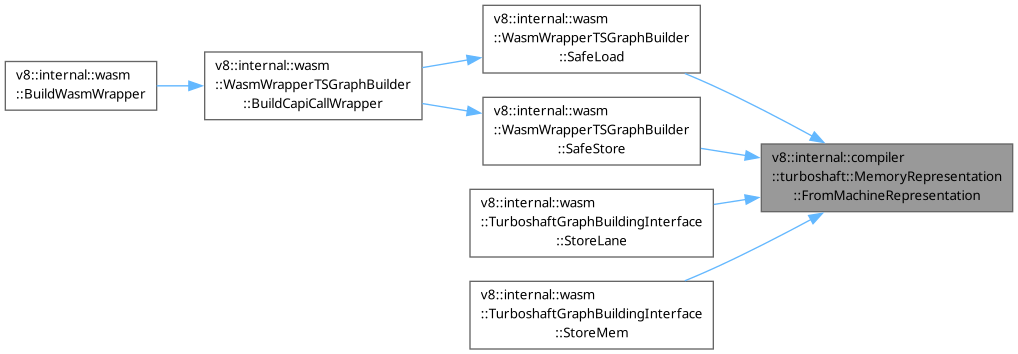 v8::internal::wasm
::BuildWasmWrapper
v8::internal::wasm
::WasmWrapperTSGraphBuilder
::BuildCapiCallWrapper
v8::internal::wasm
::WasmWrapperTSGraphBuilder
::SafeLoad
v8::internal::wasm
::WasmWrapperTSGraphBuilder
::SafeStore
v8::internal::wasm
::TurboshaftGraphBuildingInterface
::StoreLane
v8::internal::wasm
::TurboshaftGraphBuildingInterface
::StoreMem
v8::internal::compiler
::turboshaft::MemoryRepresentation
::FromMachineRepresentation